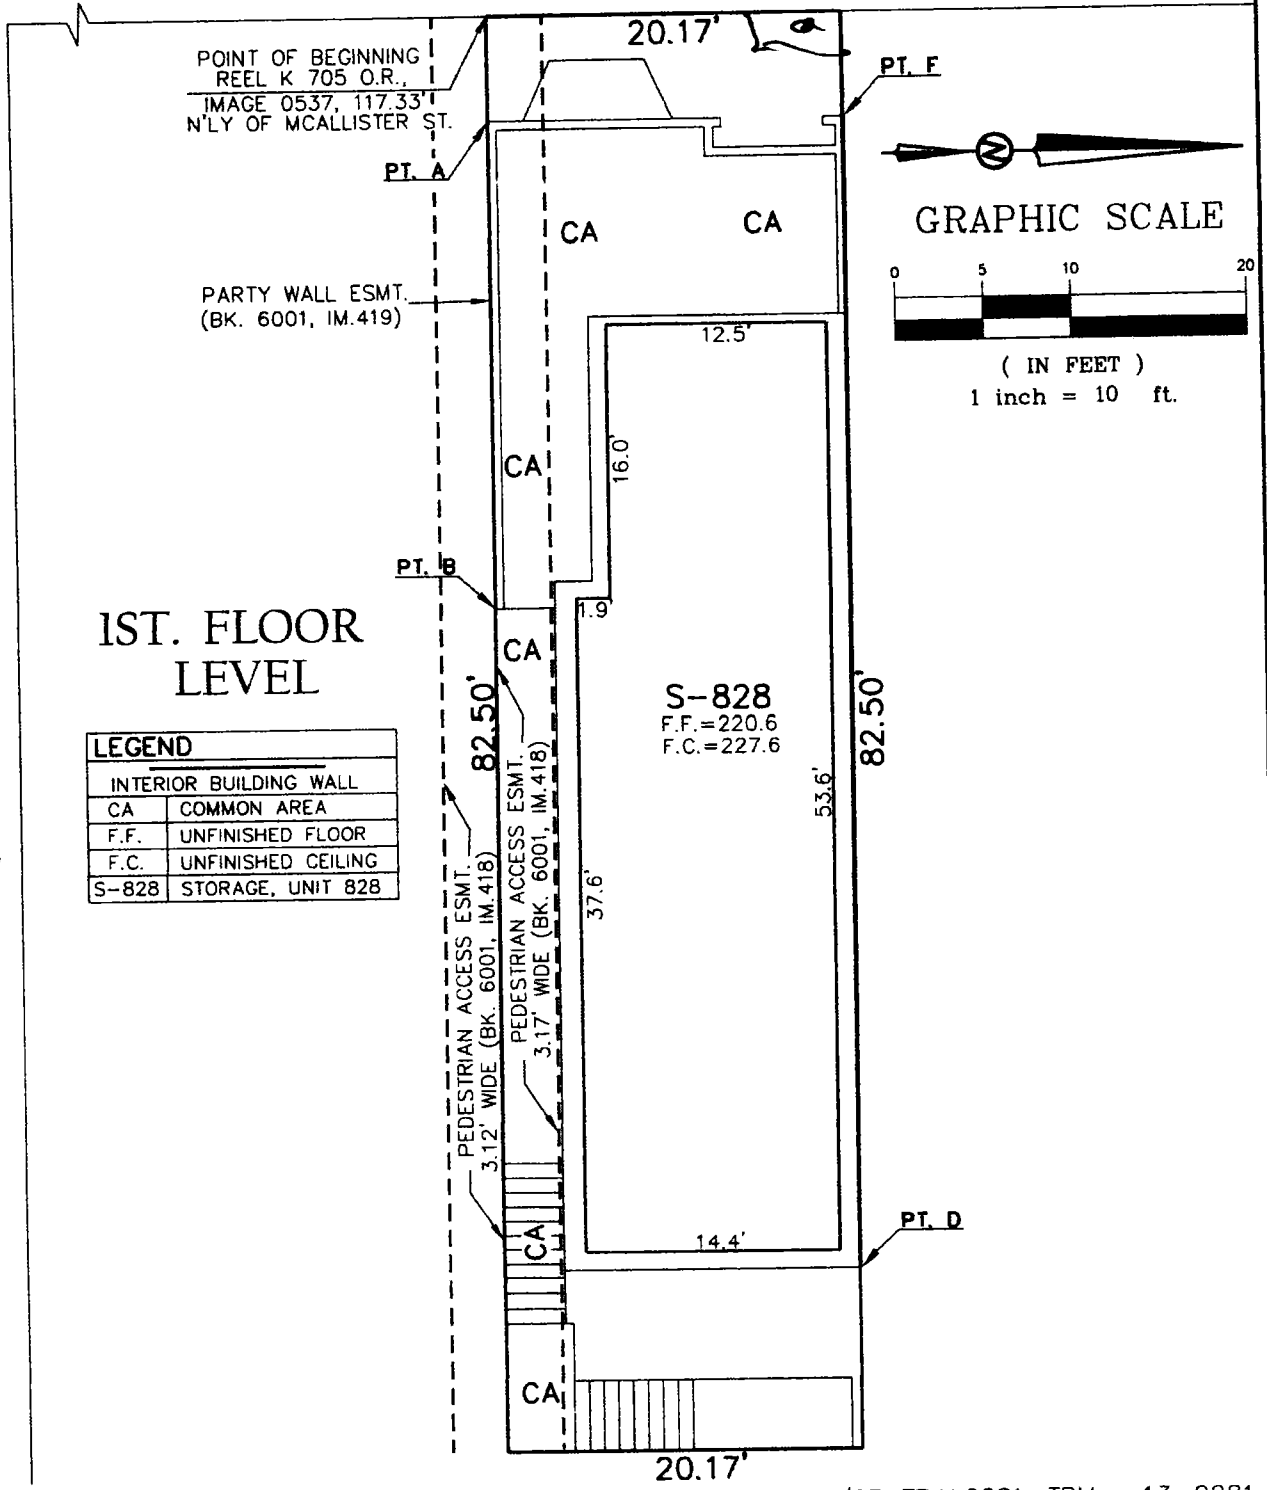 20.17'
POINT OF BEGINNING
REEL K 705 O.R.,
IMAGE 0537, 117.33'
N'LY OF MCALLISTER ST.
PT. F
PT. A
N
GRAPHIC SCALE
0 5 10 20
( IN FEET )
1 inch = 10 ft.
CA
CA
PARTY WALL ESMT.
(BK. 6001, IM.419)
12.5'
16.0'
CA
PT. B
1.9'
CA
1ST. FLOOR
LEVEL
S-828
F.F.=220.6
F.C.=227.6
82.50'
82.50'
53.6'
37.6'
LEGEND
INTERIOR BUILDING WALL
CA COMMON AREA
F.F. UNFINISHED FLOOR
F.C. UNFINISHED CEILING
S-828 STORAGE, UNIT 828
PEDESTRIAN ACCESS ESMT.
3.12' WIDE (BK. 6001, IM.418)
PEDESTRIAN ACCESS ESMT.
3.17' WIDE (BK. 6001, IM.418)
CA
14.4'
PT. D
CA
20.17'